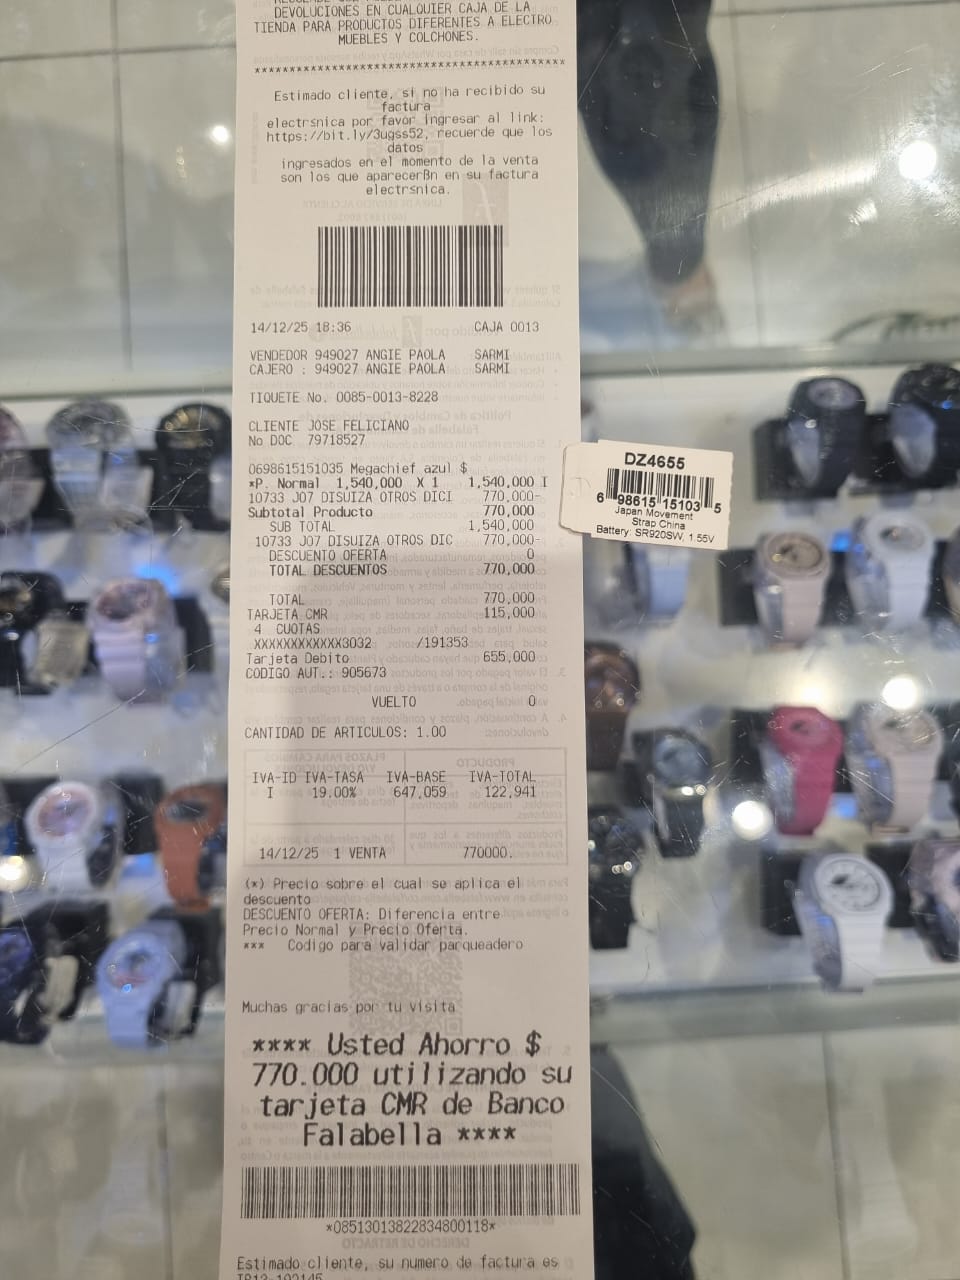 DEVOLUCIONES EN CUALQUIER CAJA DE LA
TIENDA PARA PRODUCTOS DIFERENTES A ELECTRO
MUEBLES Y COLCHONES.
******************************************
Estimado cliente, si no ha recibido su
factura
electrsnica por favor ingresar al link:
https://bit.ly/3ugss52, recuerde que los
datos
ingresados en el momento de la venta
son los que aparecerßn en su factura
electrsnica.
14/12/25 18:36 CAJA 0013
VENDEDOR 949027 ANGIE PAOLA SARMI
CAJERO : 949027 ANGIE PAOLA SARMI
TIQUETE No. 0085-0013-8228
CLIENTE JOSE FELICIANO
No DOC 79718527
0698615151035 Megachief azul $
*P. Normal 1,540,000 X 1 1,540,000 I
10733 J07 DISUIZA OTROS DICI 770,000-
Subtotal Producto 770,000
SUB TOTAL 1,540,000
10733 J07 DISUIZA OTROS DIC 770,000-
DESCUENTO OFERTA 0
TOTAL DESCUENTOS 770,000
TOTAL 770,000
TARJETA CMR 115,000
4 CUOTAS
XXXXXXXXXXXX3032 /191353
Tarjeta Debito 655,000
CODIGO AUT.: 905673
VUELTO 0
CANTIDAD DE ARTICULOS: 1.00
IVA-ID IVA-TASA IVA-BASE IVA-TOTAL
I 19.00% 647,059 122,941
14/12/25 1 VENTA 770000.
(*) Precio sobre el cual se aplica el
descuento
DESCUENTO OFERTA: Diferencia entre
Precio Normal y Precio Oferta.
*** Codigo para validar parqueadero
Muchas gracias por tu visita
**** Usted Ahorro $
770.000 utilizando su
tarjeta CMR de Banco
Falabella ****
*08513013822834800118*
Estimado cliente, su numero de factura es
DZ4655
6 98615 15103 5
Japan Movement
Strap China
Battery: SR920SW, 1.55V